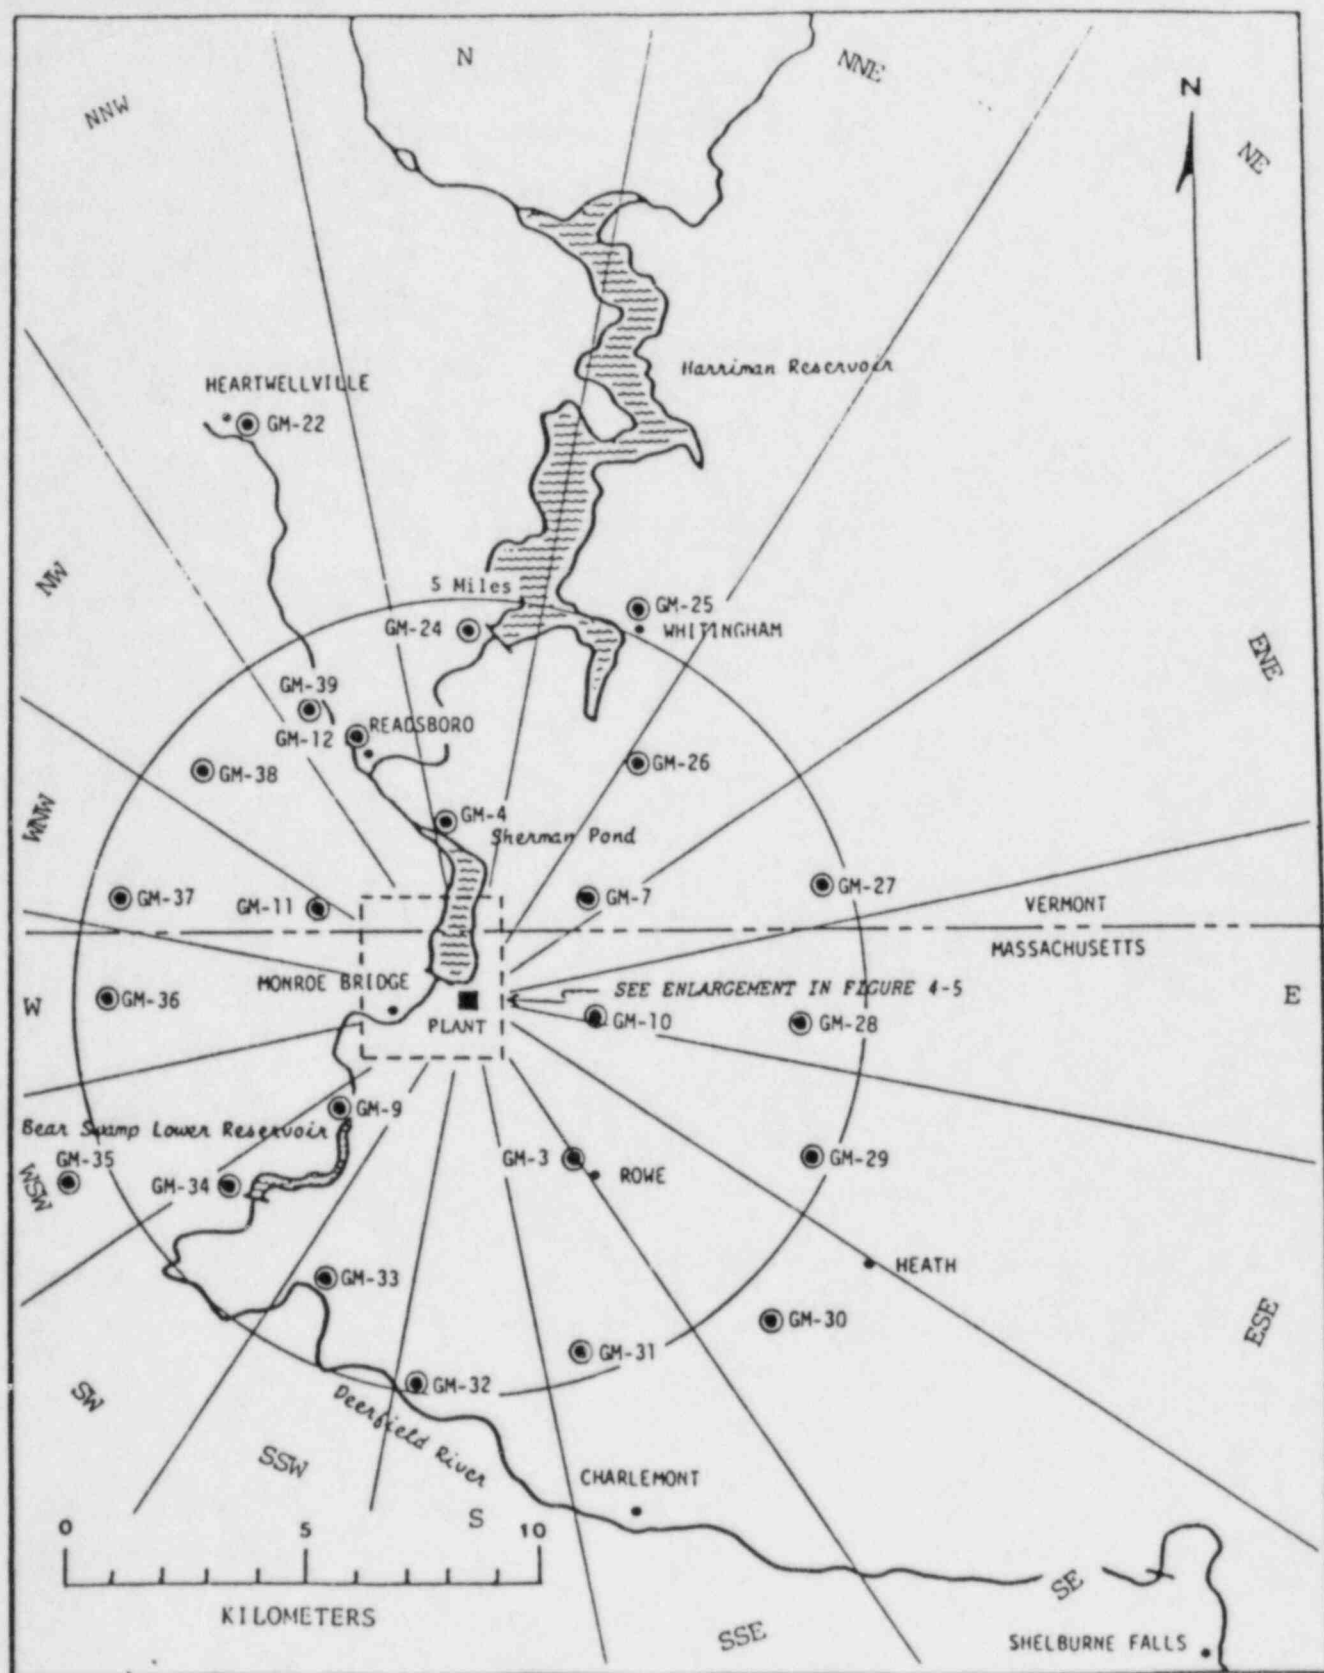 N
NNE
NNW
N
NE
Harriman Reservoir
HEARTWELLVILLE
GM-22
NW
5 Miles
GM-25
GM-24
WHITINGHAM
ENE
GM-39
READSBORO
GM-12
GM-26
GM-38
WNW
GM-4
Sherman Pond
GM-37
GM-11
GM-7
GM-27
VERMONT
MASSACHUSETTS
MONROE BRIDGE
SEE ENLARGEMENT IN FIGURE 4-5
W
GM-36
E
PLANT
GM-10
GM-28
GM-9
Bear Swamp Lower Reservoir
GM-35
WSW
GM-34
GM-3
ROWE
GM-29
HEATH
GM-33
GM-30
ESE
GM-31
GM-32
SW
Deerfield River
SSW
CHARLEMONT
S
0 5 10
KILOMETERS
SE
SSE
SHELBURNE FALLS